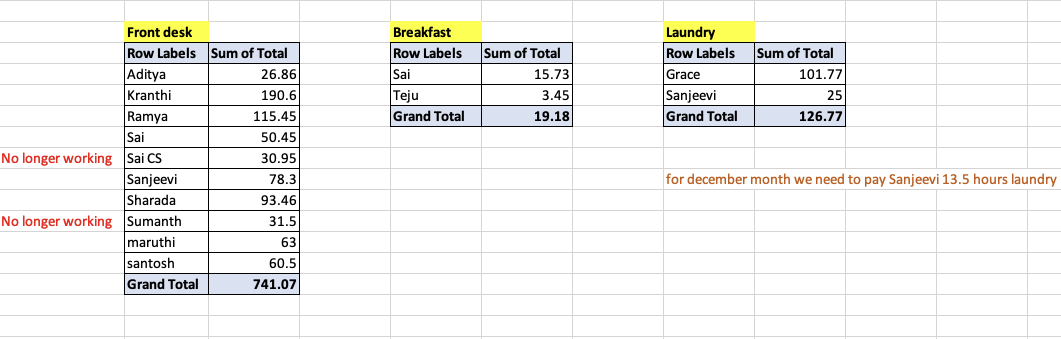 Front desk Breakfast Laundry
Row Labels Sum of Total Row Labels Sum of Total Row Labels Sum of Total
Aditya 26.86 Sai 15.73 Grace 101.77
Kranthi 190.6 Teju 3.45 Sanjeevi 25
Ramya 115.45 Grand Total 19.18 Grand Total 126.77
Sai 50.45
No longer working Sai CS 30.95
Sanjeevi 78.3 for december month we need to pay Sanjeevi 13.5 hours laundry
Sharada 93.46
No longer working Sumanth 31.5
maruthi 63
santosh 60.5
Grand Total 741.07